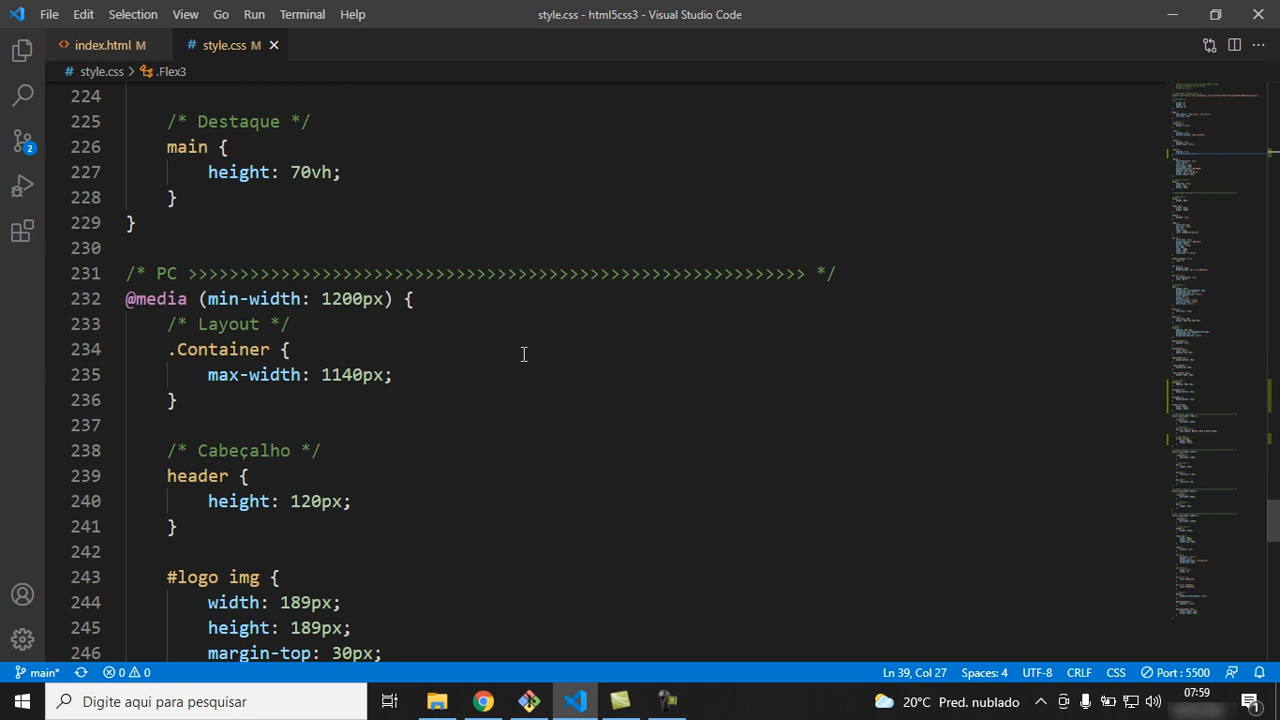 File Edit Selection View Go Run Terminal Help style.css - html5css3 - Visual Studio Code
index.html M # style.css M
# style.css > .Flex3
224
225 /* Destaque */
226 main {
227 height: 70vh;
228 }
229 }
230
231 /* PC >>>>>>>>>>>>>>>>>>>>>>>>>>>>>>>>>>>>>>>>>>>>>>>>>>>>>>>>>>>> */
232 @media (min-width: 1200px) {
233 /* Layout */
234 .Container {
235 max-width: 1140px;
236 }
237
238 /* Cabeçalho */
239 header {
240 height: 120px;
241 }
242
243 #logo img {
244 width: 189px;
245 height: 189px;
246 margin-top: 30px;
2
main* 0 0 Ln 39, Col 27 Spaces: 4 UTF-8 CRLF CSS Port : 5500
Digite aqui para pesquisar 20°C Pred. nublado 07:59 1